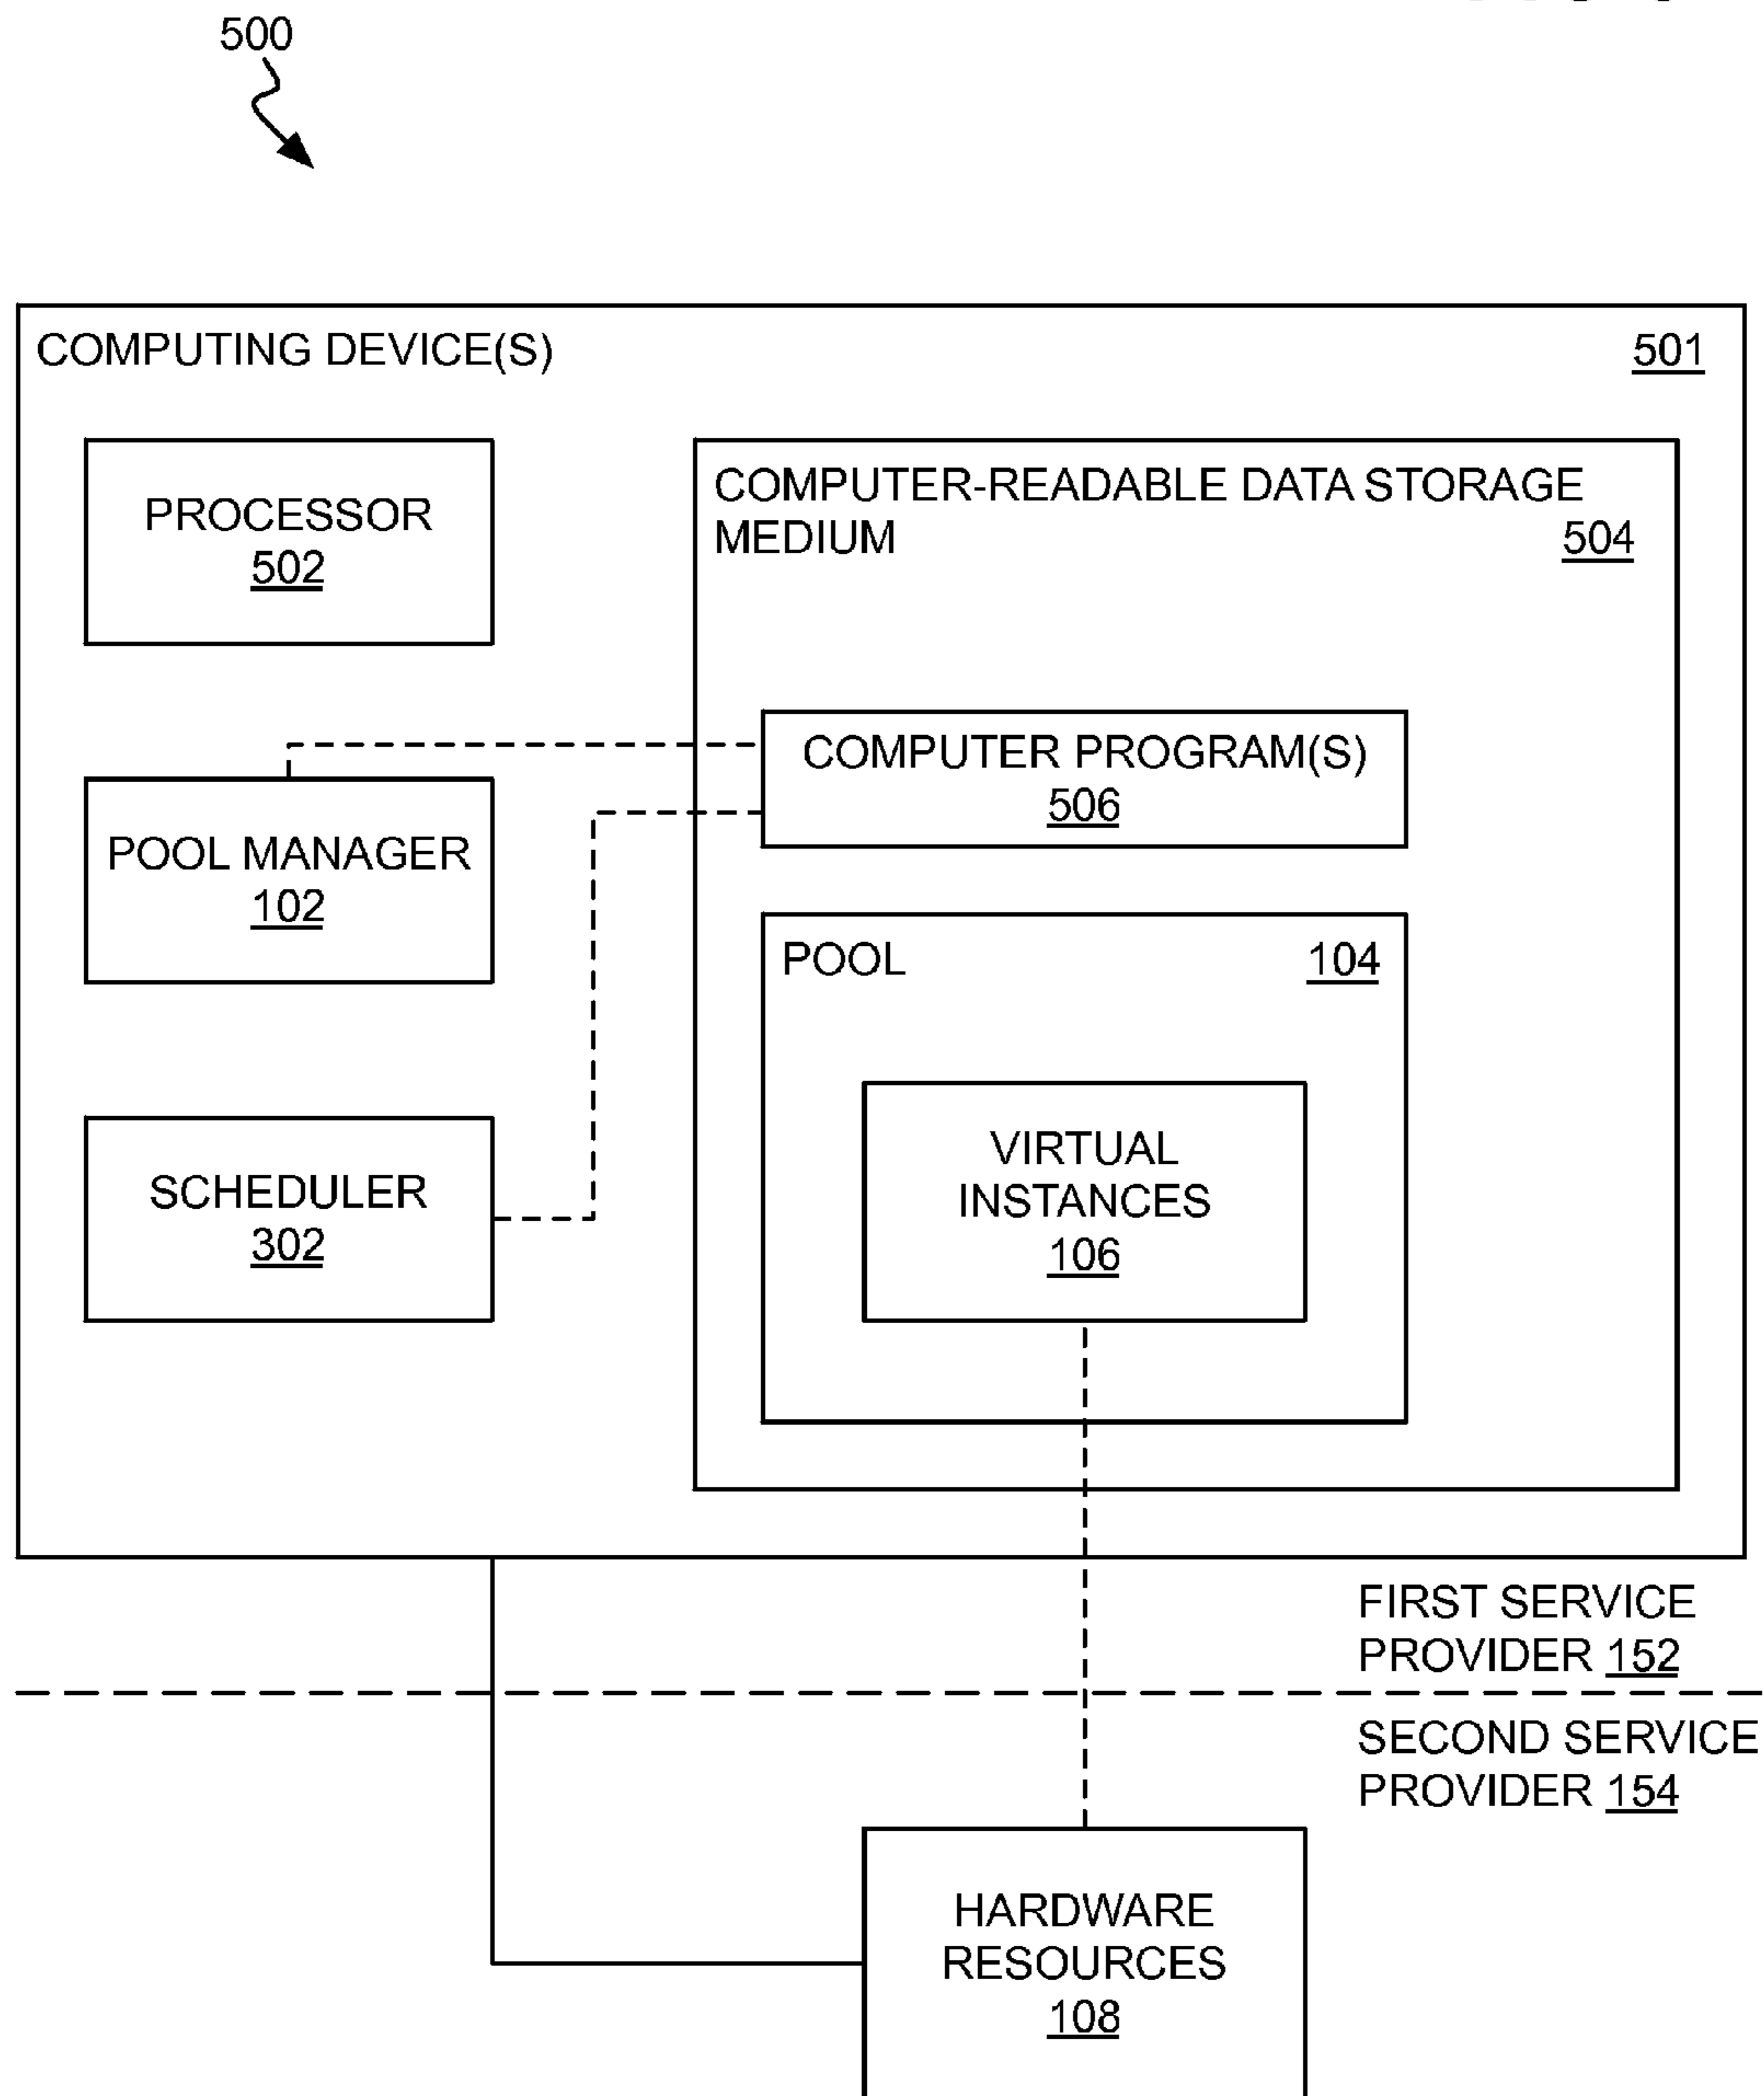 500
COMPUTING DEVICE(S) 501
PROCESSOR
502
COMPUTER-READABLE DATA STORAGE
MEDIUM 504
COMPUTER PROGRAM(S)
506
POOL MANAGER
102
POOL 104
VIRTUAL
INSTANCES
106
SCHEDULER
302
FIRST SERVICE
PROVIDER 152
SECOND SERVICE
PROVIDER 154
HARDWARE
RESOURCES
108